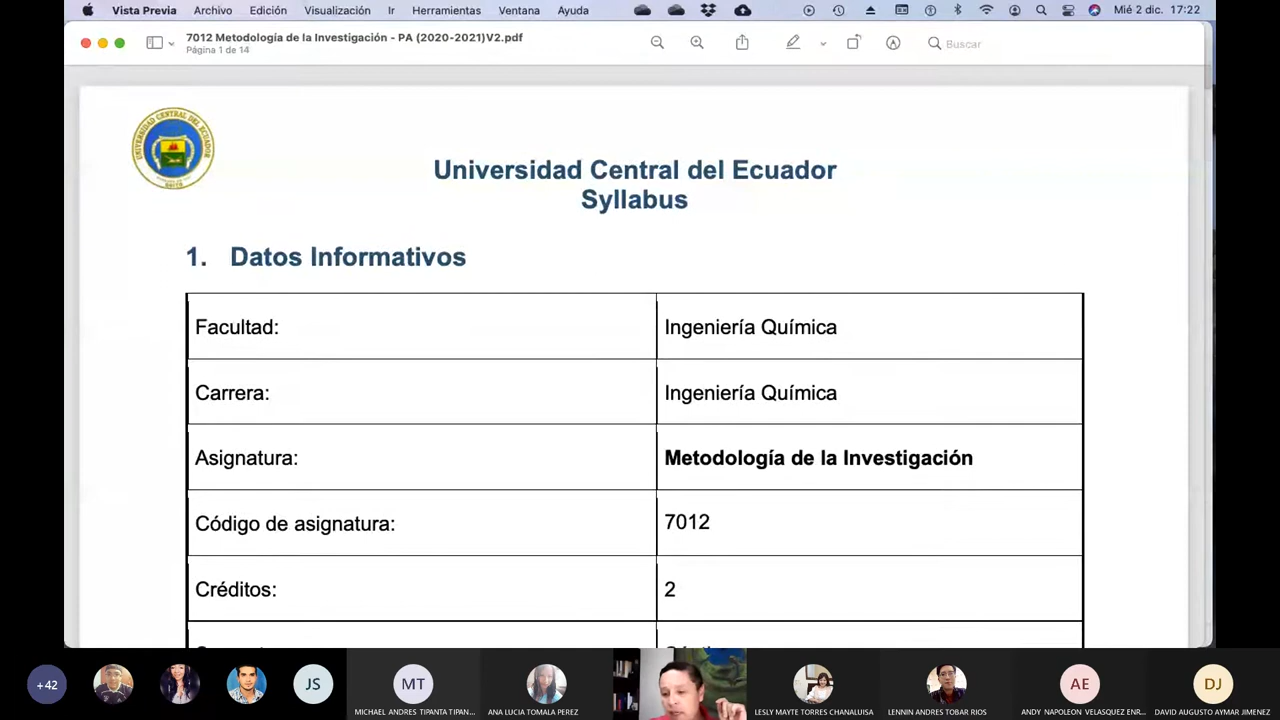 Vista Previa Archivo Edición Visualización Ir Herramientas Ventana Ayuda Mié 2 dic. 17:22
7012 Metodología de la Investigación - PA (2020-2021)V2.pdf
Página 1 de 14
Buscar
UNIVERSIDAD CENTRAL DEL ECUADOR
Universidad Central del Ecuador
Syllabus
1. Datos Informativos
Facultad: Ingeniería Química
Carrera: Ingeniería Química
Asignatura: Metodología de la Investigación
Código de asignatura: 7012
Créditos: 2
+42 JS MT AE DJ
MICHAEL ANDRES TIPANTA TIPAN... ANA LUCIA TOMALA PEREZ LESLY MAYTE TORRES CHANALUISA LENNIN ANDRES TOBAR RIOS ANDY NAPOLEON VELASQUEZ ENR... DAVID AUGUSTO AYMAR JIMENEZ